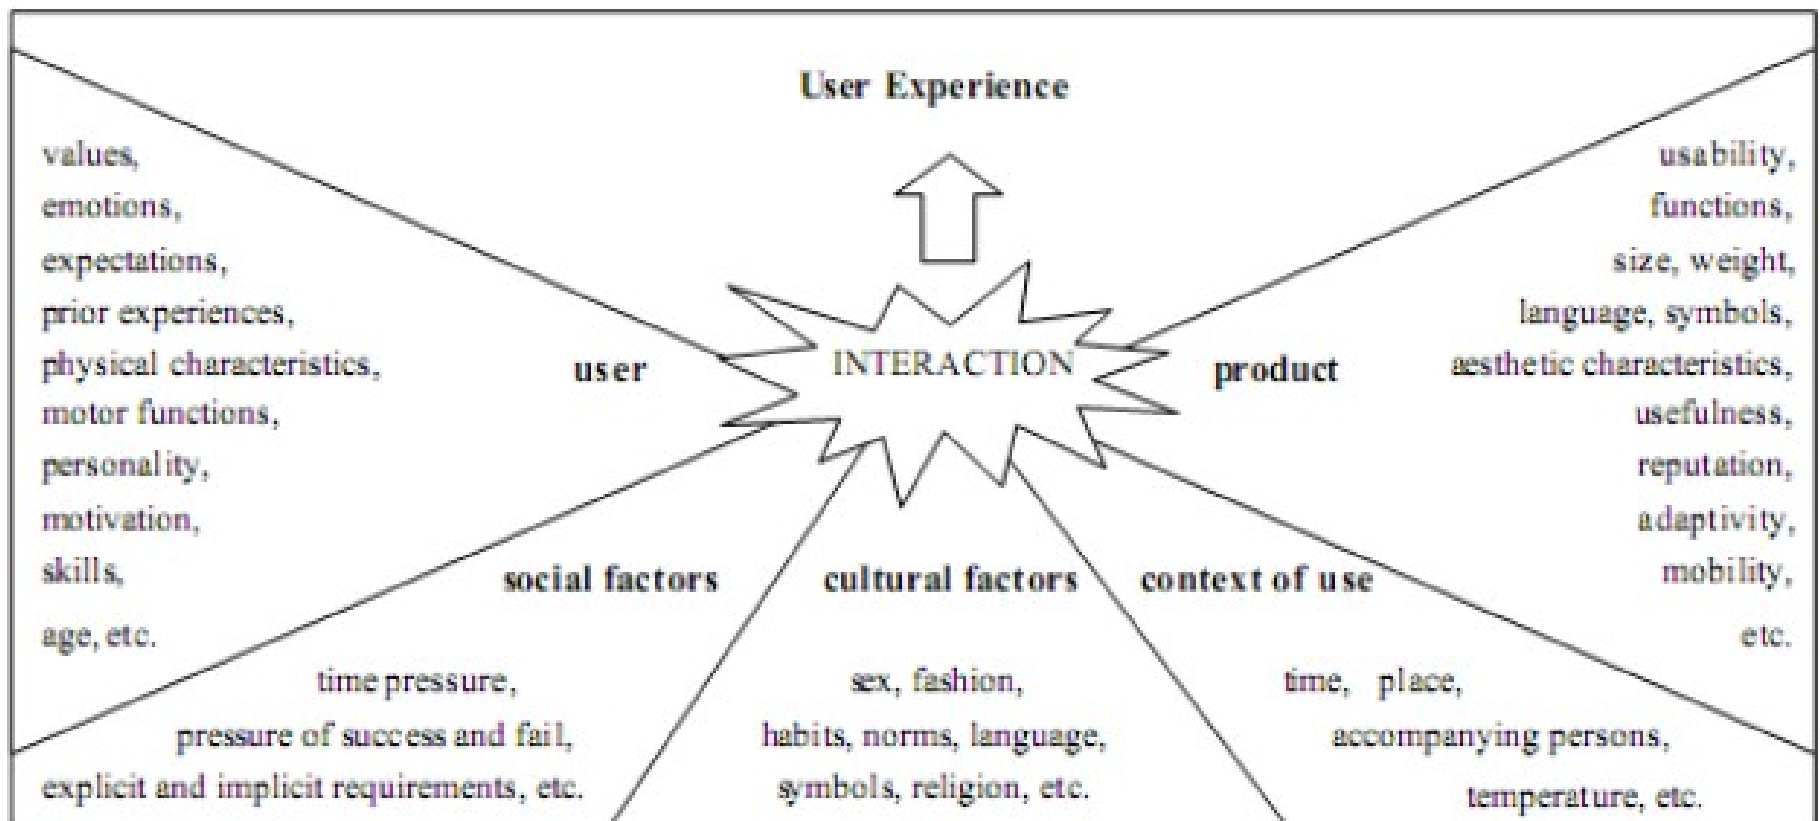 User Experience
values,
emotions,
expectations,
prior experiences,
physical characteristics,
motor functions,
personality,
motivation,
skills,
age, etc.
user
INTERACTION
product
usability,
functions,
size, weight,
language, symbols,
aesthetic characteristics,
usefulness,
reputation,
adaptivity,
mobility,
etc.
social factors
time pressure,
pressure of success and fail,
explicit and implicit requirements, etc.
cultural factors
sex, fashion,
habits, norms, language,
symbols, religion, etc.
context of use
time, place,
accompanying persons,
temperature, etc.